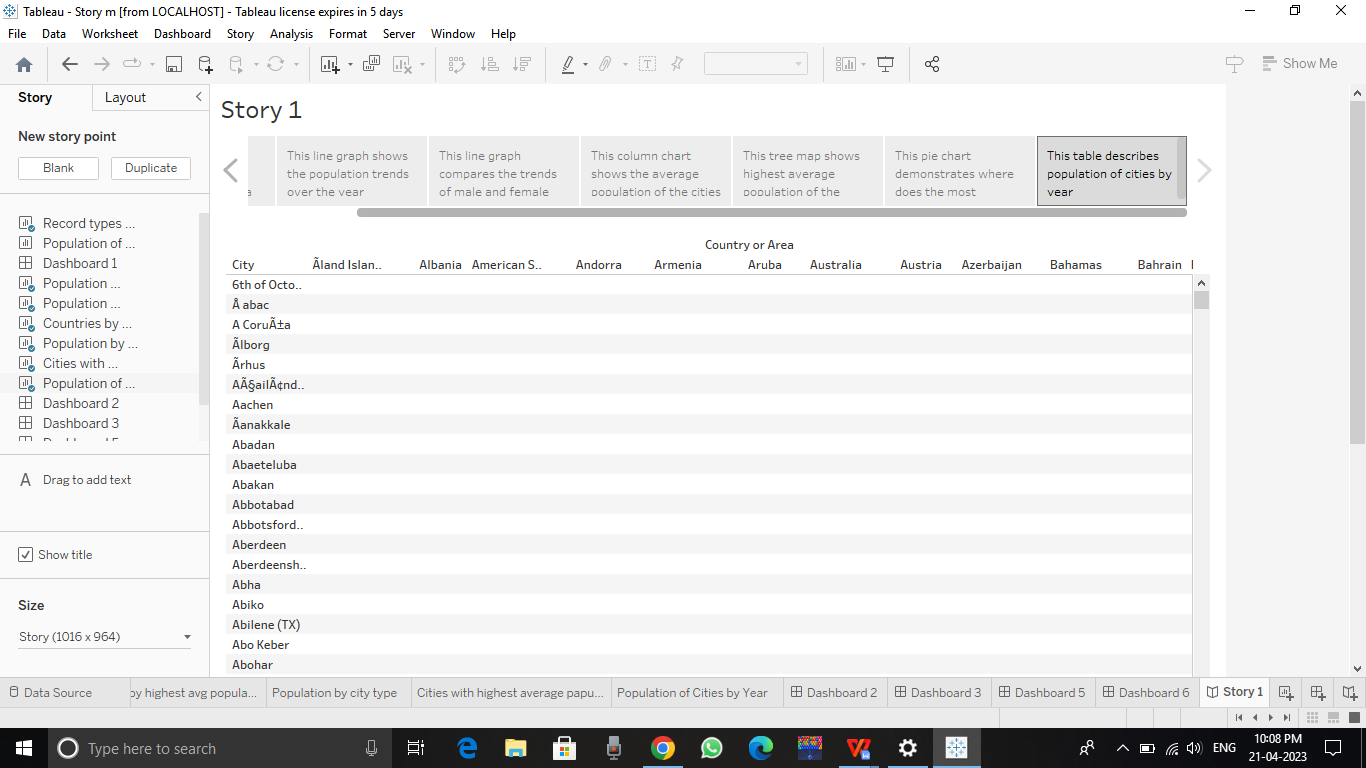 Tableau - Story m [from LOCALHOST] - Tableau license expires in 5 days
File Data Worksheet Dashboard Story Analysis Format Server Window Help
Show Me
Story Layout
New story point
Blank Duplicate
Record types ...
Population of ...
Dashboard 1
Population ...
Population ...
Countries by ...
Population by ...
Cities with ...
Population of ...
Dashboard 2
Dashboard 3
A Drag to add text
Show title
Size
Story (1016 x 964)
Story 1
This line graph shows
the population trends
over the year
This line graph
compares the trends
of male and female
This column chart
shows the average
population of the cities
This tree map shows
highest average
population of the
This pie chart
demonstrates where
does the most
This table describes
population of cities by
year
Country or Area
City Ãland Islan.. Albania American S.. Andorra Armenia Aruba Australia Austria Azerbaijan Bahamas Bahrain
6th of Octo..
Å abac
A CoruÃ±a
Ãlborg
Ãrhus
AÃ§ailÃ¢nd..
Aachen
Ãanakkale
Abadan
Abaeteluba
Abakan
Abbotabad
Abbotsford..
Aberdeen
Aberdeensh..
Abha
Abiko
Abilene (TX)
Abo Keber
Abohar
Data Source by highest avg popula... Population by city type Cities with highest average papu... Population of Cities by Year Dashboard 2 Dashboard 3 Dashboard 5 Dashboard 6 Story 1
Type here to search
ENG
10:08 PM
21-04-2023